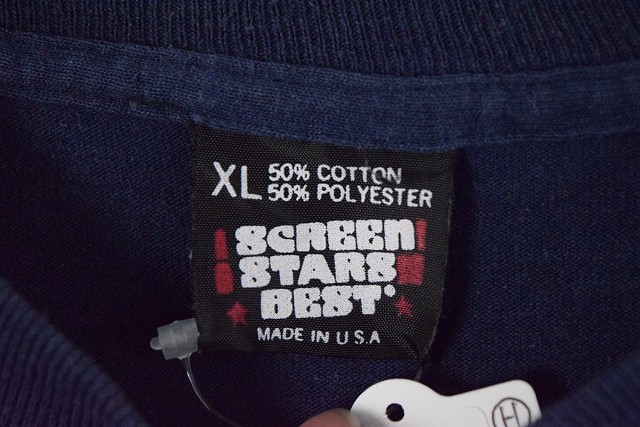 XL 50% COTTON
50% POLYESTER
SCREEN
STARS
BEST
MADE IN U.S.A
H